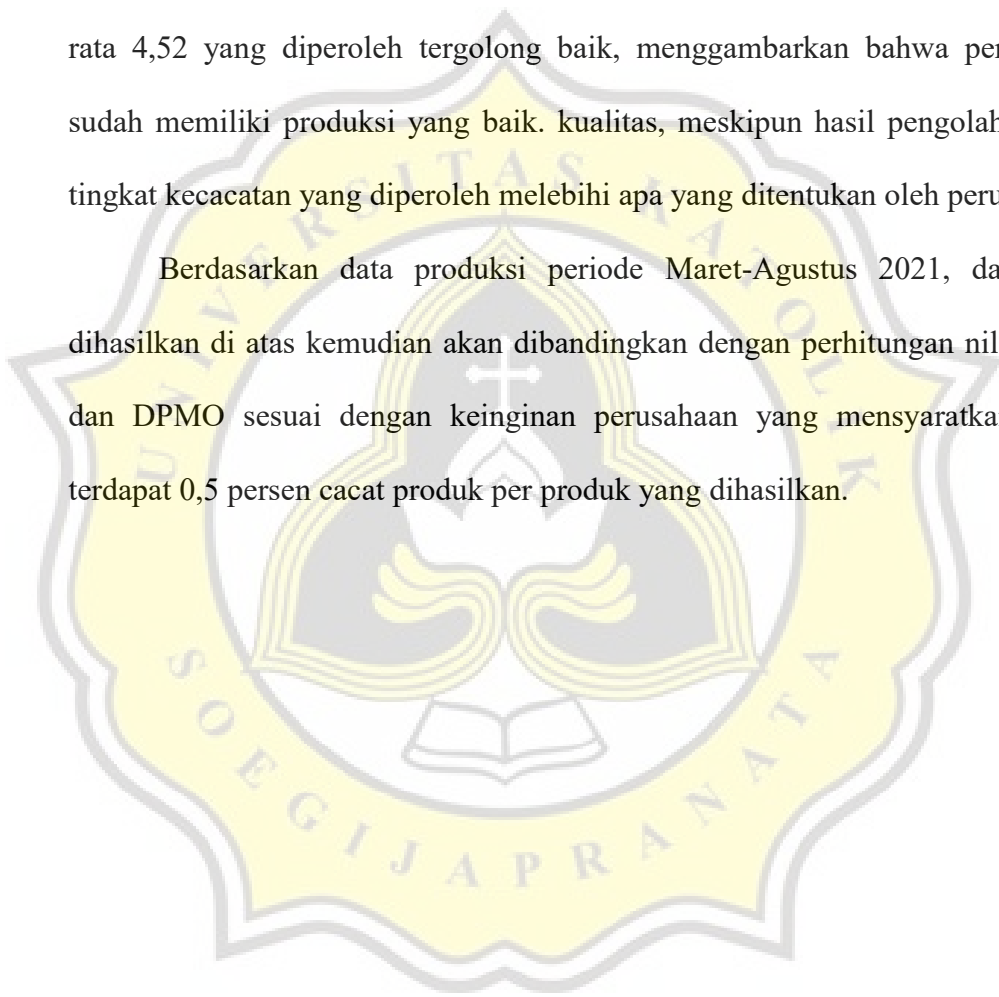 rata 4,52 yang diperoleh tergolong baik, menggambarkan bahwa per
sudah memiliki produksi yang baik. kualitas, meskipun hasil pengolah
tingkat kecacatan yang diperoleh melebihi apa yang ditentukan oleh peru
Berdasarkan data produksi periode Maret-Agustus 2021, da
dihasilkan di atas kemudian akan dibandingkan dengan perhitungan nil
dan DPMO sesuai dengan keinginan perusahaan yang mensyaratka
terdapat 0,5 persen cacat produk per produk yang dihasilkan.
UNIVERSITAS KATOLIK
SOEGIJAPRANATA